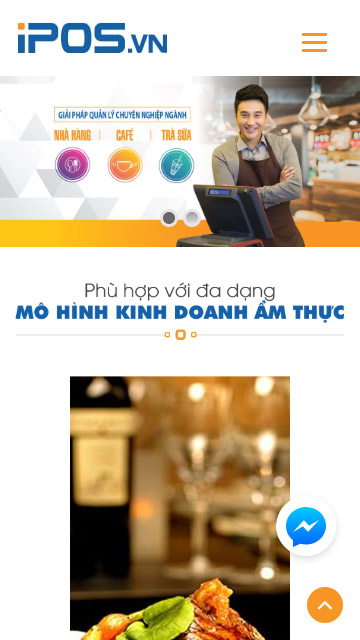 iPOS.VN
GIẢI PHÁP QUẢN LÝ CHUYÊN NGHIỆP NGÀNH
NHÀ HÀNG | CAFÉ | TRÀ SỮA
Phù hợp với đa dạng
MÔ HÌNH KINH DOANH ẨM THỰC